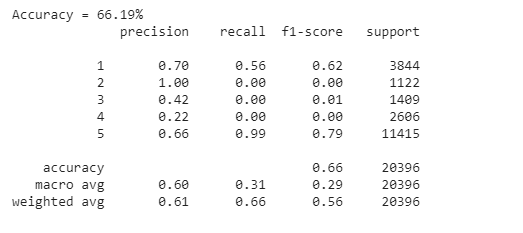 Accuracy = 66.19%
precision recall f1-score support
1 0.70 0.56 0.62 3844
2 1.00 0.00 0.00 1122
3 0.42 0.00 0.01 1409
4 0.22 0.00 0.00 2606
5 0.66 0.99 0.79 11415
accuracy 0.66 20396
macro avg 0.60 0.31 0.29 20396
weighted avg 0.61 0.66 0.56 20396